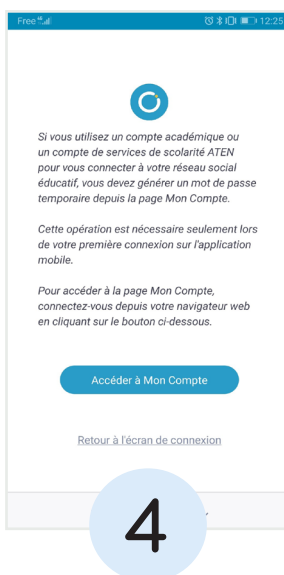 Free 4G 12:25
Si vous utilisez un compte académique ou
un compte de services de scolarité ATEN
pour vous connecter à votre réseau social
éducatif, vous devez générer un mot de passe
temporaire depuis la page Mon Compte.
Cette opération est nécessaire seulement lors
de votre première connexion sur l'application
mobile.
Pour accéder à la page Mon Compte,
connectez-vous depuis votre navigateur web
en cliquant sur le bouton ci-dessous.
Accéder à Mon Compte
Retour à l'écran de connexion
4